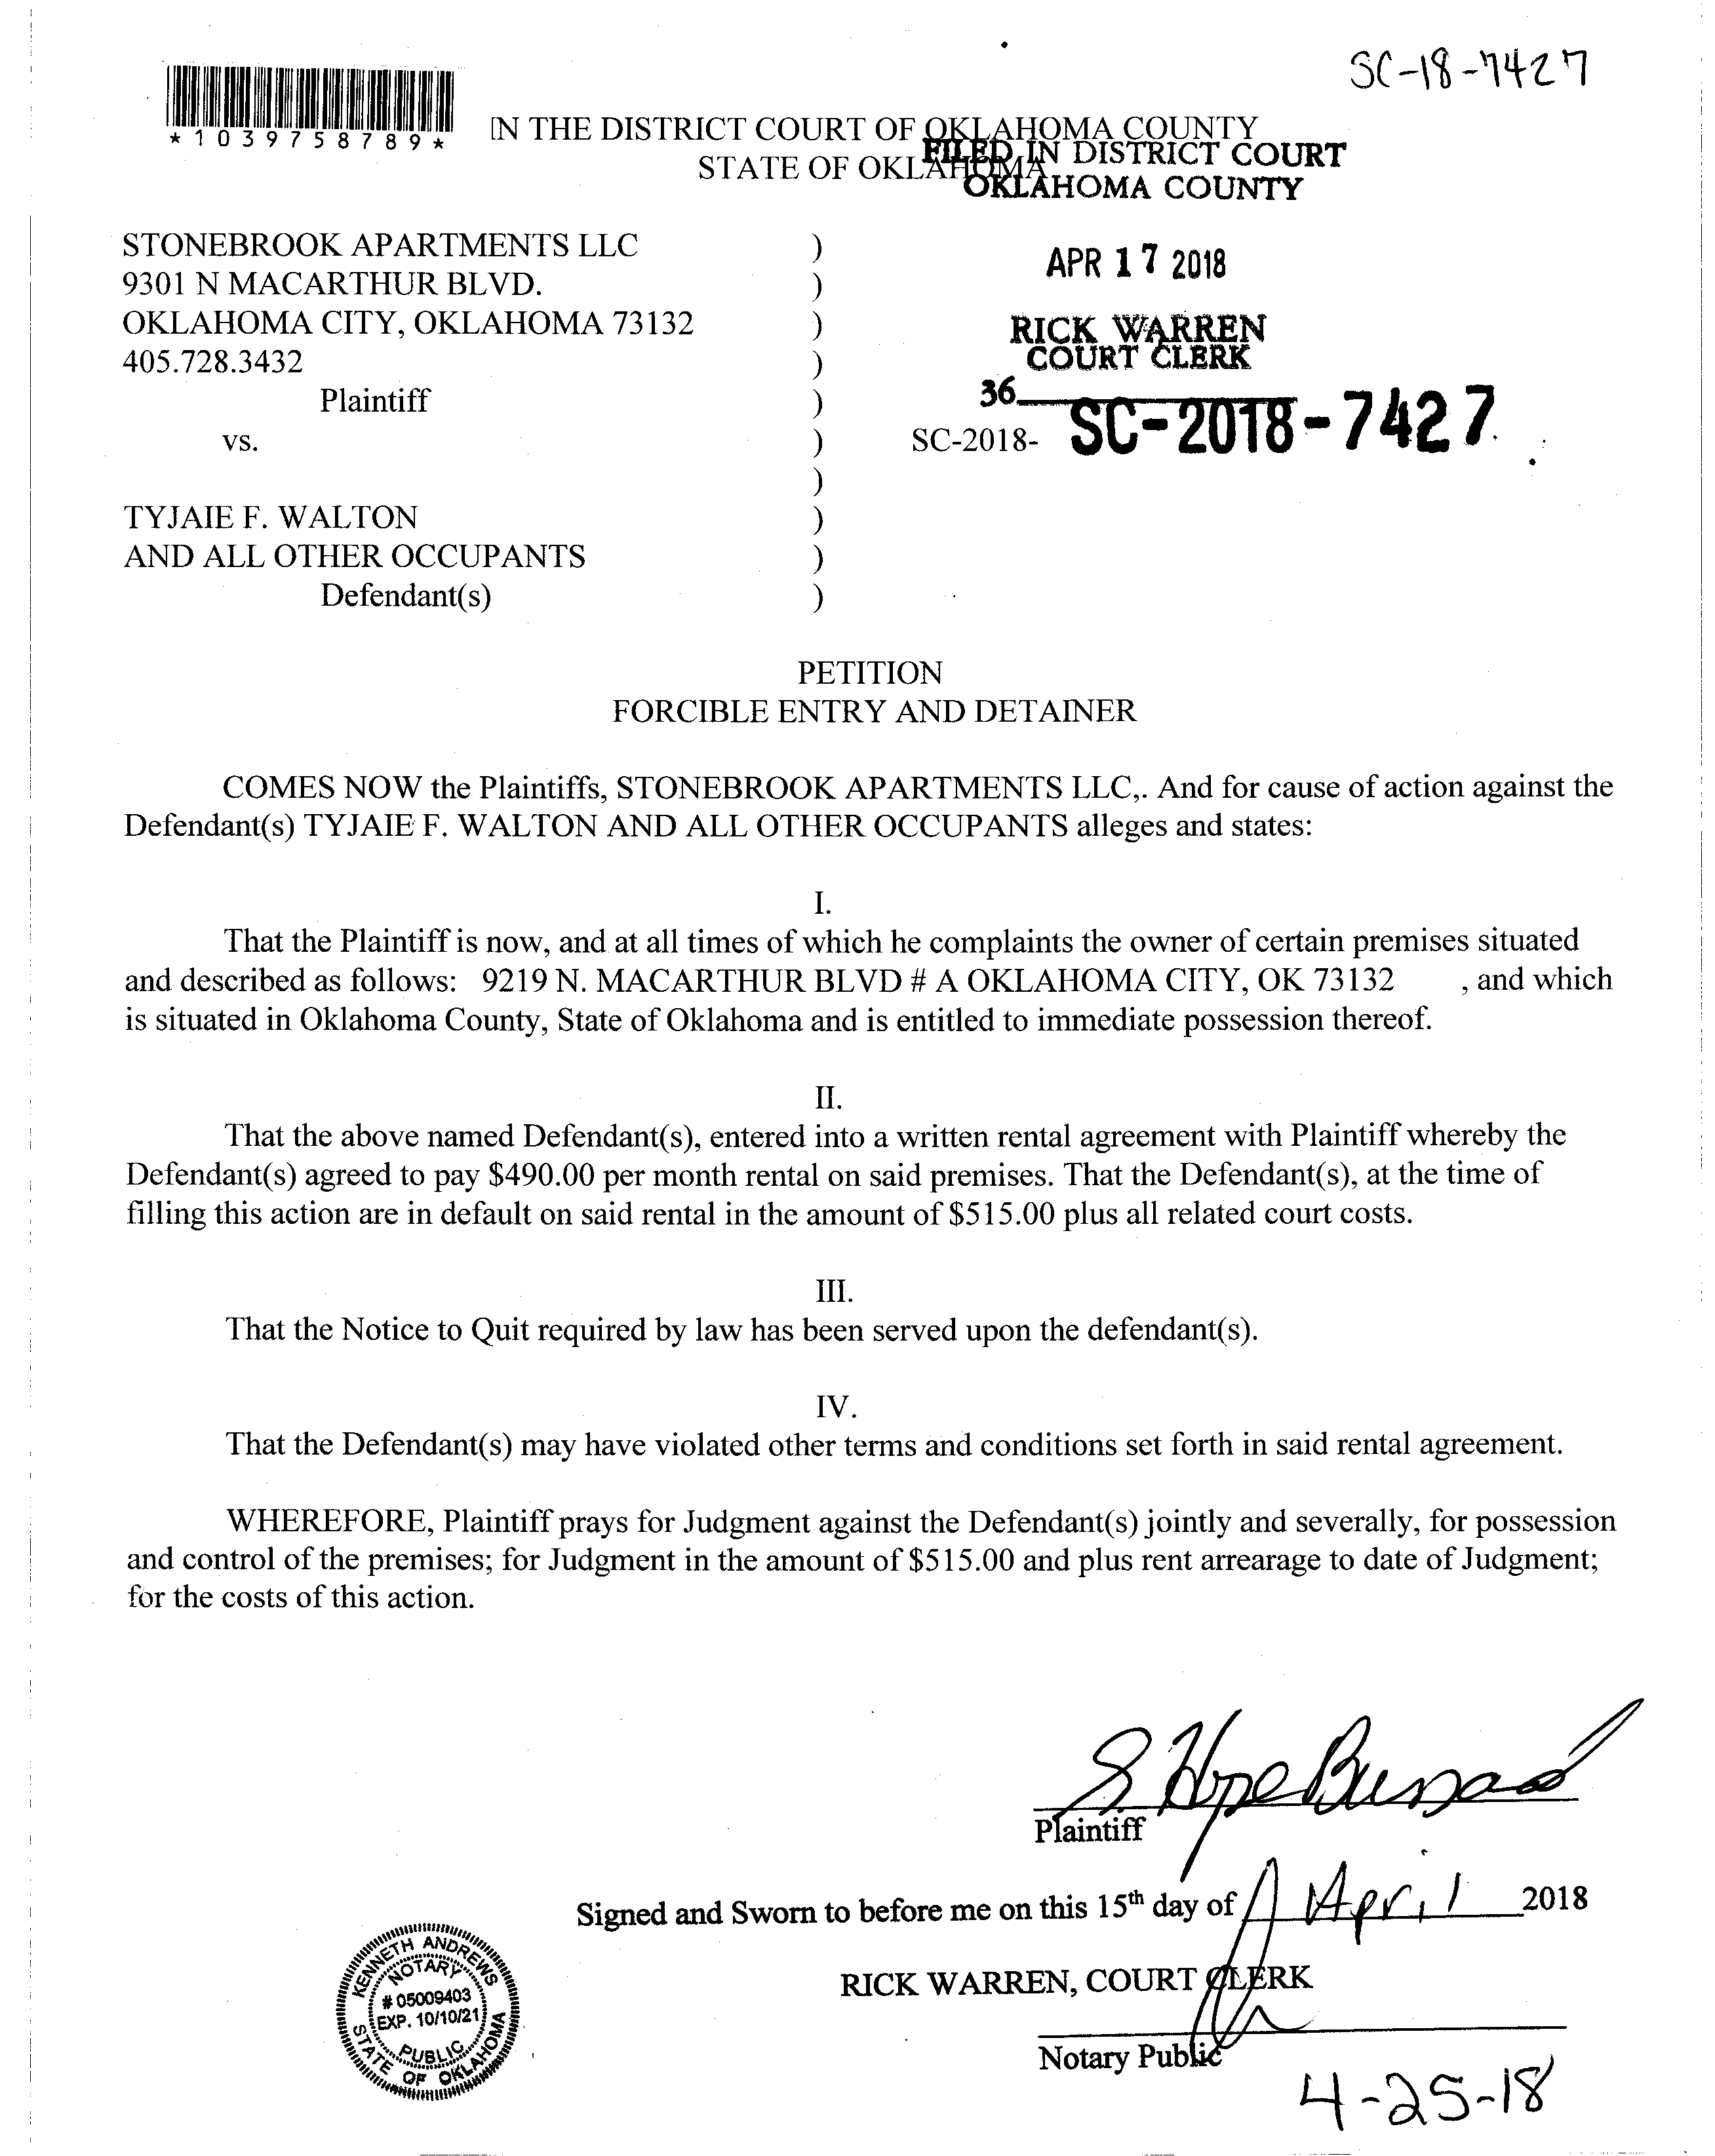 SC-18-7427
*1039758789*
IN THE DISTRICT COURT OF OKLAHOMA COUNTY
STATE OF OKLAHOMA
FILED IN DISTRICT COURT
OKLAHOMA COUNTY
STONEBROOK APARTMENTS LLC )
9301 N MACARTHUR BLVD. )
OKLAHOMA CITY, OKLAHOMA 73132 )
405.728.3432 )
Plaintiff )
vs. )
)
TYJAIE F. WALTON )
AND ALL OTHER OCCUPANTS )
Defendant(s) )
APR 17 2018
RICK WARREN
COURT CLERK
36
SC-2018- SC-2018-7427
PETITION
FORCIBLE ENTRY AND DETAINER
COMES NOW the Plaintiffs, STONEBROOK APARTMENTS LLC,. And for cause of action against the
Defendant(s) TYJAIE F. WALTON AND ALL OTHER OCCUPANTS alleges and states:
I.
That the Plaintiff is now, and at all times of which he complaints the owner of certain premises situated
and described as follows: 9219 N. MACARTHUR BLVD # A OKLAHOMA CITY, OK 73132 , and which
is situated in Oklahoma County, State of Oklahoma and is entitled to immediate possession thereof.
II.
That the above named Defendant(s), entered into a written rental agreement with Plaintiff whereby the
Defendant(s) agreed to pay $490.00 per month rental on said premises. That the Defendant(s), at the time of
filling this action are in default on said rental in the amount of $515.00 plus all related court costs.
III.
That the Notice to Quit required by law has been served upon the defendant(s).
IV.
That the Defendant(s) may have violated other terms and conditions set forth in said rental agreement.
WHEREFORE, Plaintiff prays for Judgment against the Defendant(s) jointly and severally, for possession
and control of the premises; for Judgment in the amount of $515.00 and plus rent arrearage to date of Judgment;
for the costs of this action.
S. Hope
Plaintiff
Signed and Sworn to before me on this 15th day of April 2018
RICK WARREN, COURT CLERK
Notary Public
4-25-18
KENNETH ANDREWS
NOTARY
# 05009403
EXP. 10/10/21
PUBLIC
STATE OF OKLAHOMA